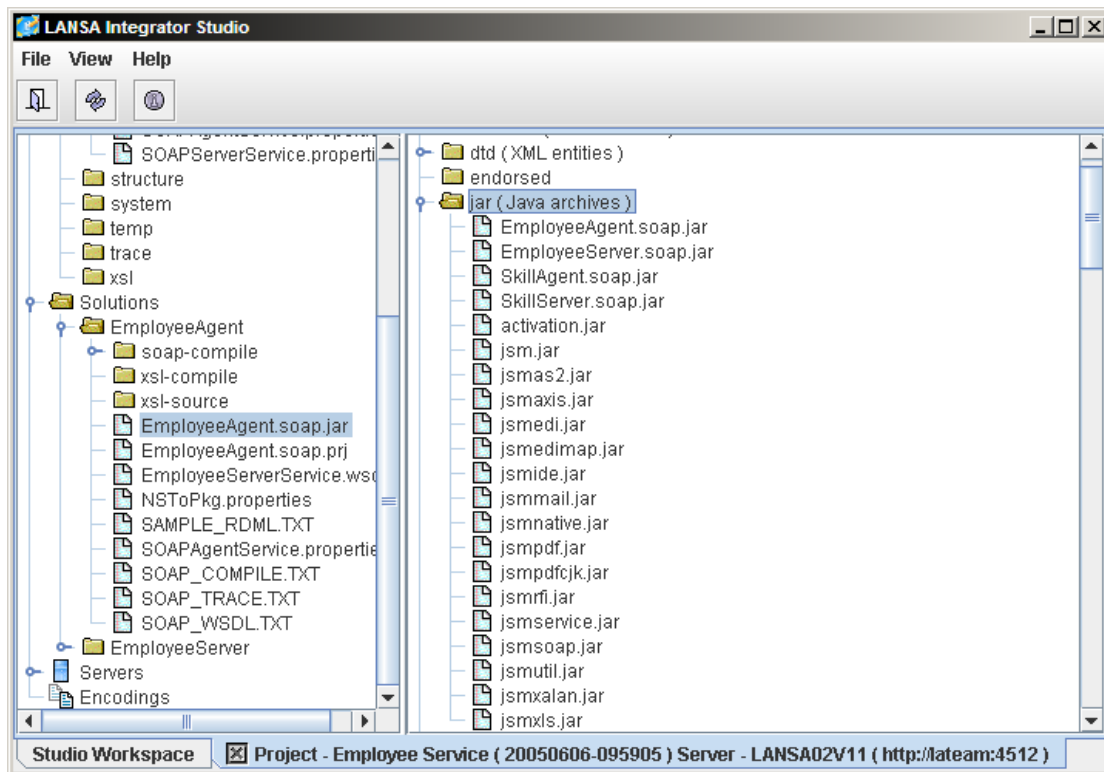 LANSA Integrator Studio
File View Help
SOAPServerService.properti
structure
system
temp
trace
xsl
Solutions
EmployeeAgent
soap-compile
xsl-compile
xsl-source
EmployeeAgent.soap.jar
EmployeeAgent.soap.prj
EmployeeServerService.wsd
NSToPkg.properties
SAMPLE_RDML.TXT
SOAPAgentService.propertie
SOAP_COMPILE.TXT
SOAP_TRACE.TXT
SOAP_WSDL.TXT
EmployeeServer
Servers
Encodings
dtd ( XML entities )
endorsed
jar ( Java archives )
EmployeeAgent.soap.jar
EmployeeServer.soap.jar
SkillAgent.soap.jar
SkillServer.soap.jar
activation.jar
jsm.jar
jsmas2.jar
jsmaxis.jar
jsmedi.jar
jsmedimap.jar
jsmide.jar
jsmmail.jar
jsmnative.jar
jsmpdf.jar
jsmpdfcjk.jar
jsmrfi.jar
jsmservice.jar
jsmsoap.jar
jsmutil.jar
jsmxalan.jar
jsmxls.jar
Studio Workspace Project - Employee Service ( 20050606-095905 ) Server - LANSA02V11 ( http://lateam:4512 )